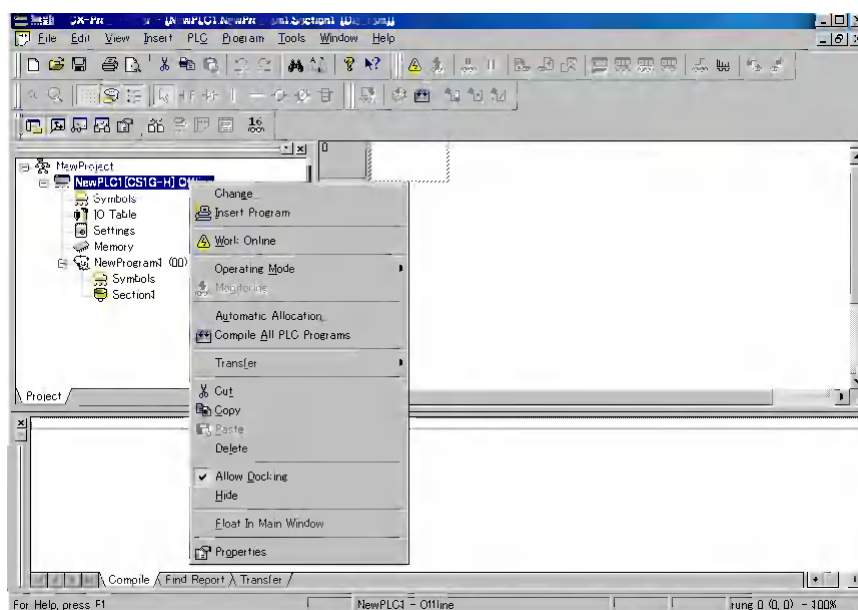 File Edit View Insert PLC Program Tools Window Help
16
0
NewProject
NewPLC1[CS1G-H] Offline
Symbols
IO Table
Settings
Memory
NewProgram1 (00)
Symbols
Section1
Project
Change
Insert Program
Work Online
Operating Mode
Monitoring
Automatic Allocation
Compile All PLC Programs
Transfer
Cut
Copy
Paste
Delete
Allow Docking
Hide
Float In Main Window
Properties
Compile Find Report Transfer
For Help, press F1 NewPLC1 - Offline rung 0 (0, 0) - 100%